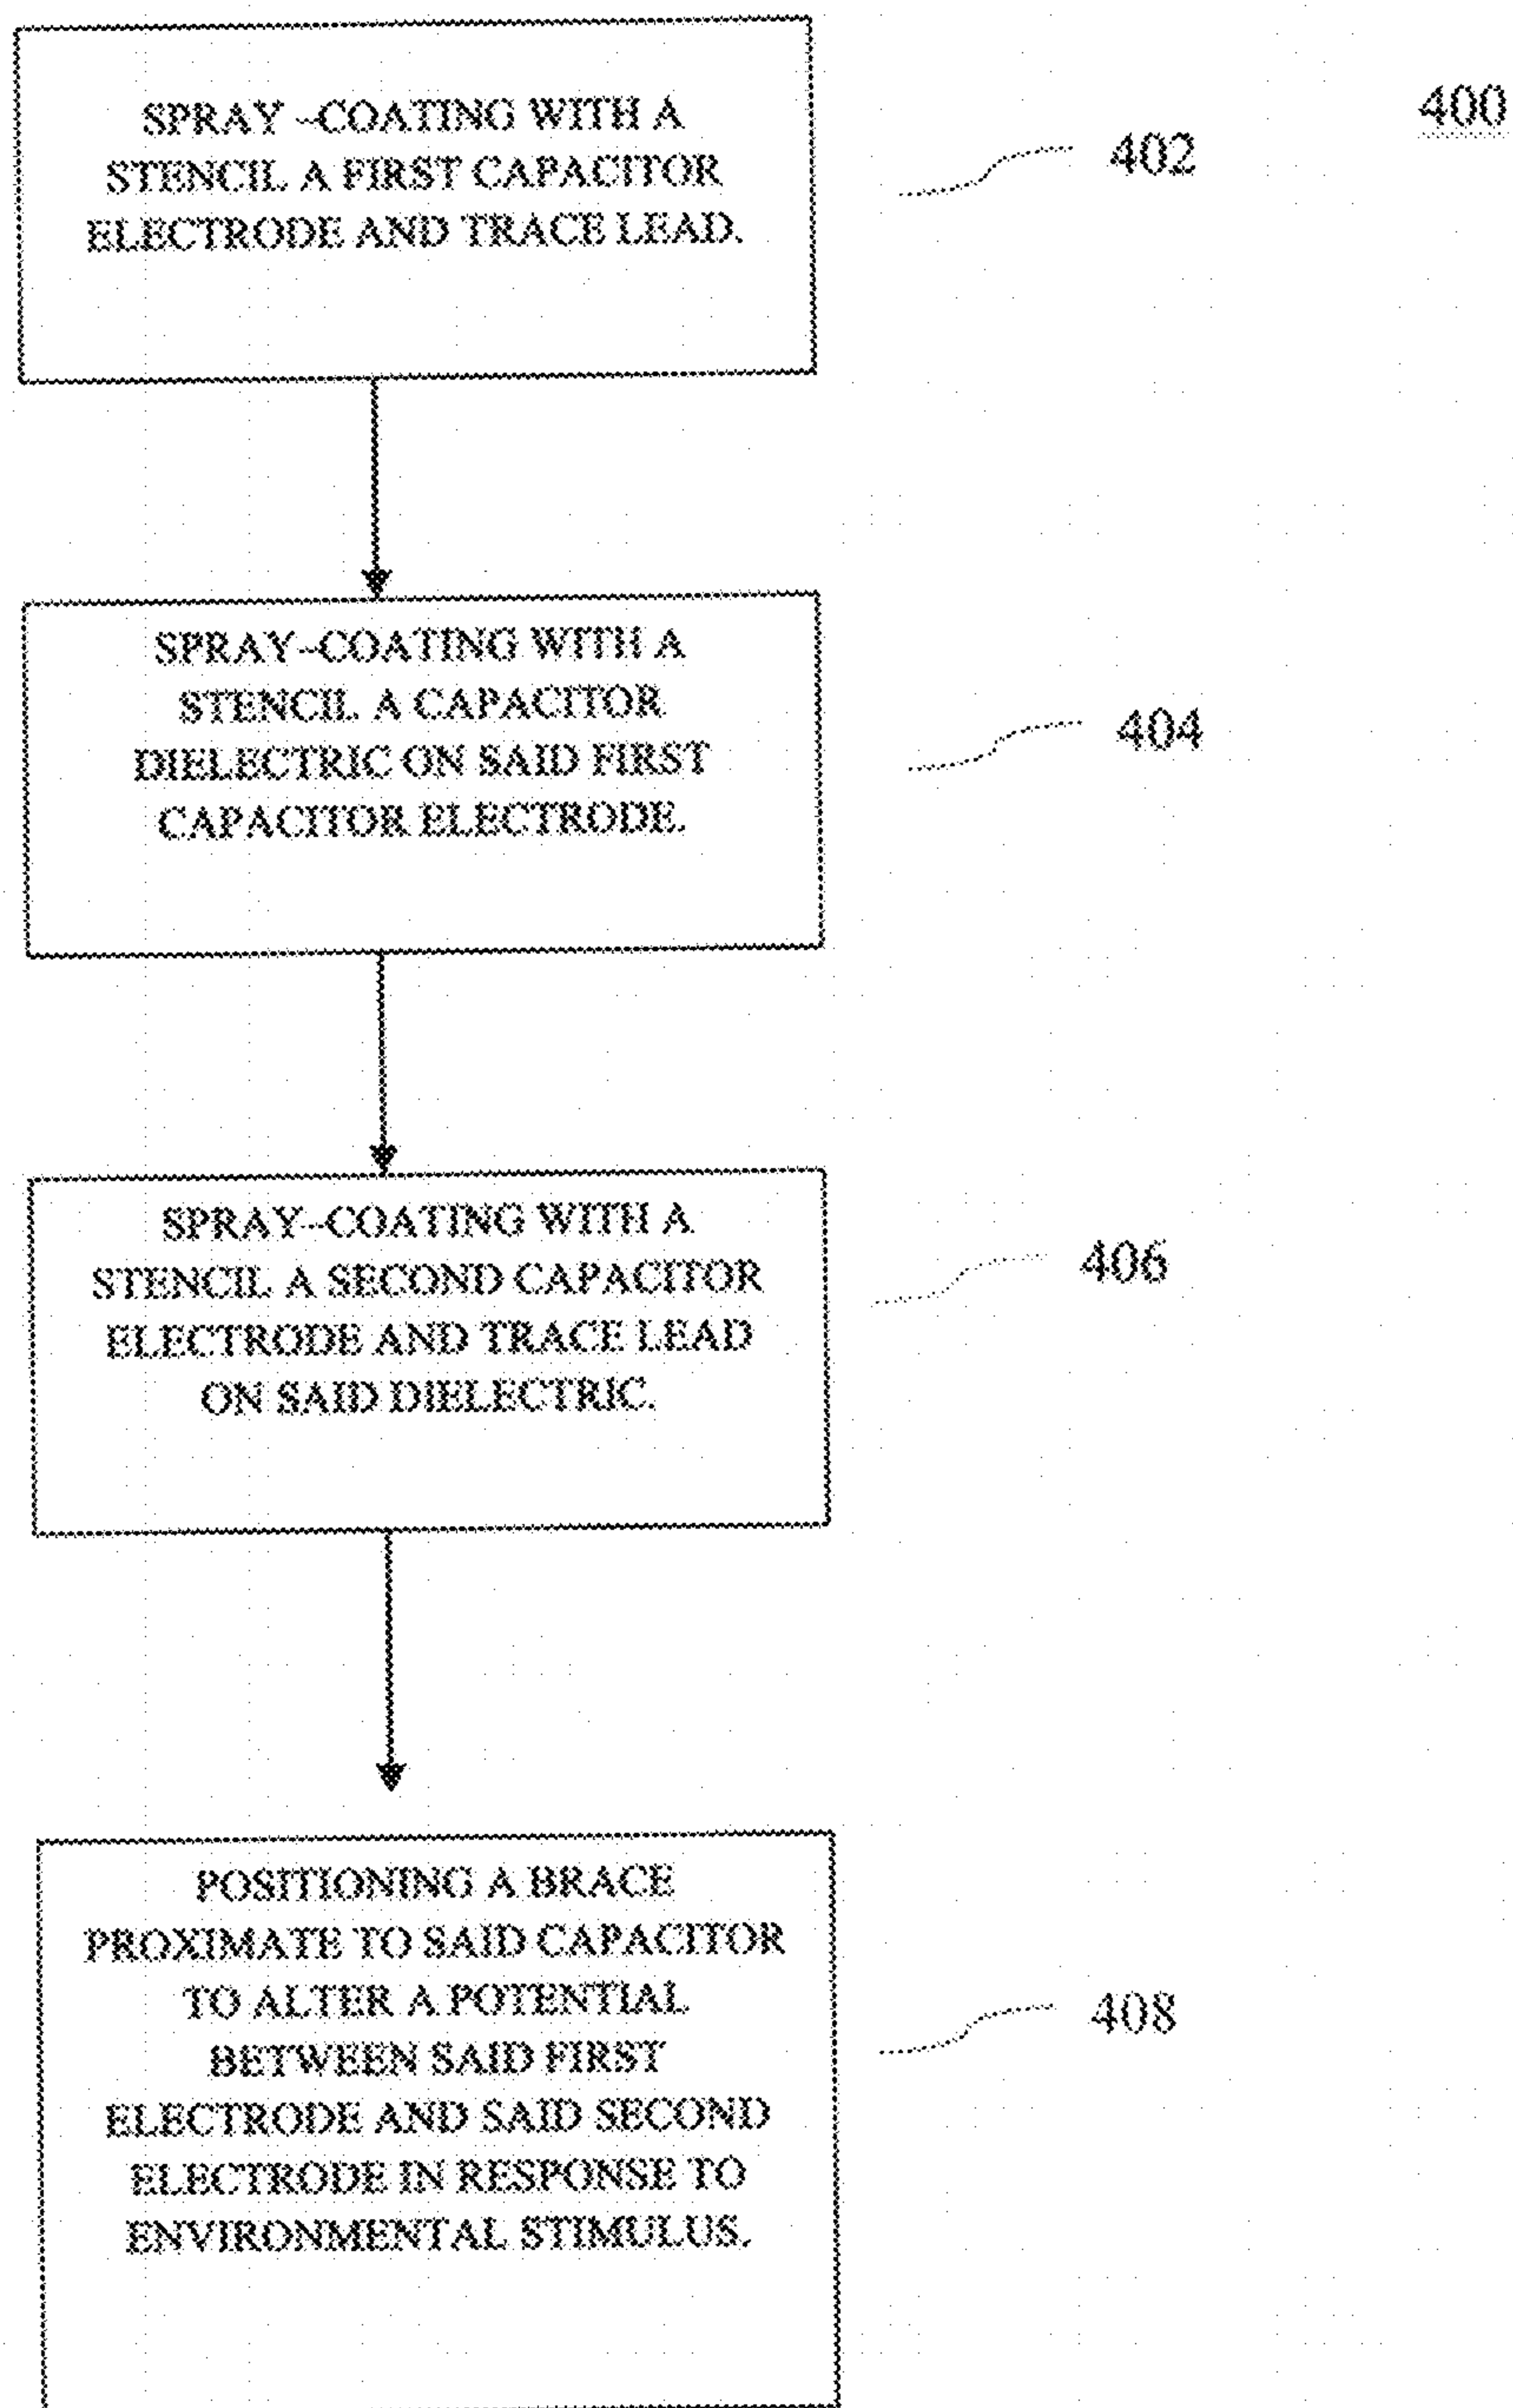 400
SPRAY -COATING WITH A
STENCIL A FIRST CAPACITOR
ELECTRODE AND TRACE LEAD.
402
SPRAY-COATING WITH A
STENCIL A CAPACITOR
DIELECTRIC ON SAID FIRST
CAPACITOR ELECTRODE.
404
SPRAY-COATING WITH A
STENCIL A SECOND CAPACITOR
ELECTRODE AND TRACE LEAD
ON SAID DIELECTRIC.
406
POSITIONING A BRACE
PROXIMATE TO SAID CAPACITOR
TO ALTER A POTENTIAL
BETWEEN SAID FIRST
ELECTRODE AND SAID SECOND
ELECTRODE IN RESPONSE TO
ENVIRONMENTAL STIMULUS.
408